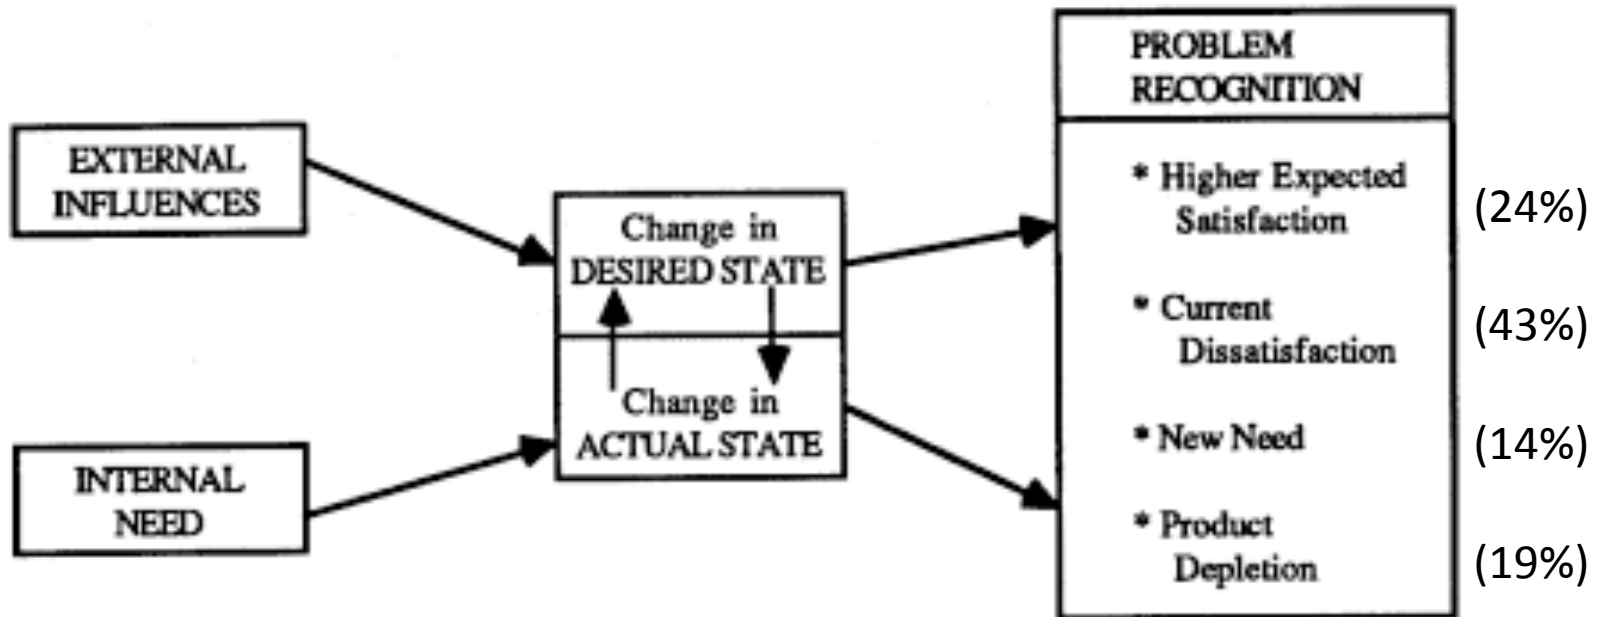 EXTERNAL
INFLUENCES
INTERNAL
NEED
Change in
DESIRED STATE
Change in
ACTUAL STATE
PROBLEM
RECOGNITION
* Higher Expected
Satisfaction
(24%)
* Current
Dissatisfaction
(43%)
* New Need
(14%)
* Product
Depletion
(19%)